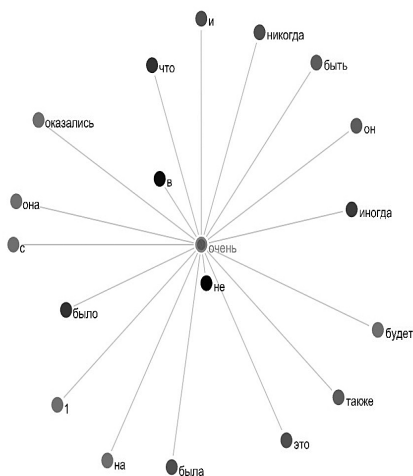 и
никогда
что
быть
оказались
он
в
она
иногда
с
очень
не
было
будет
также
1
это
на
была